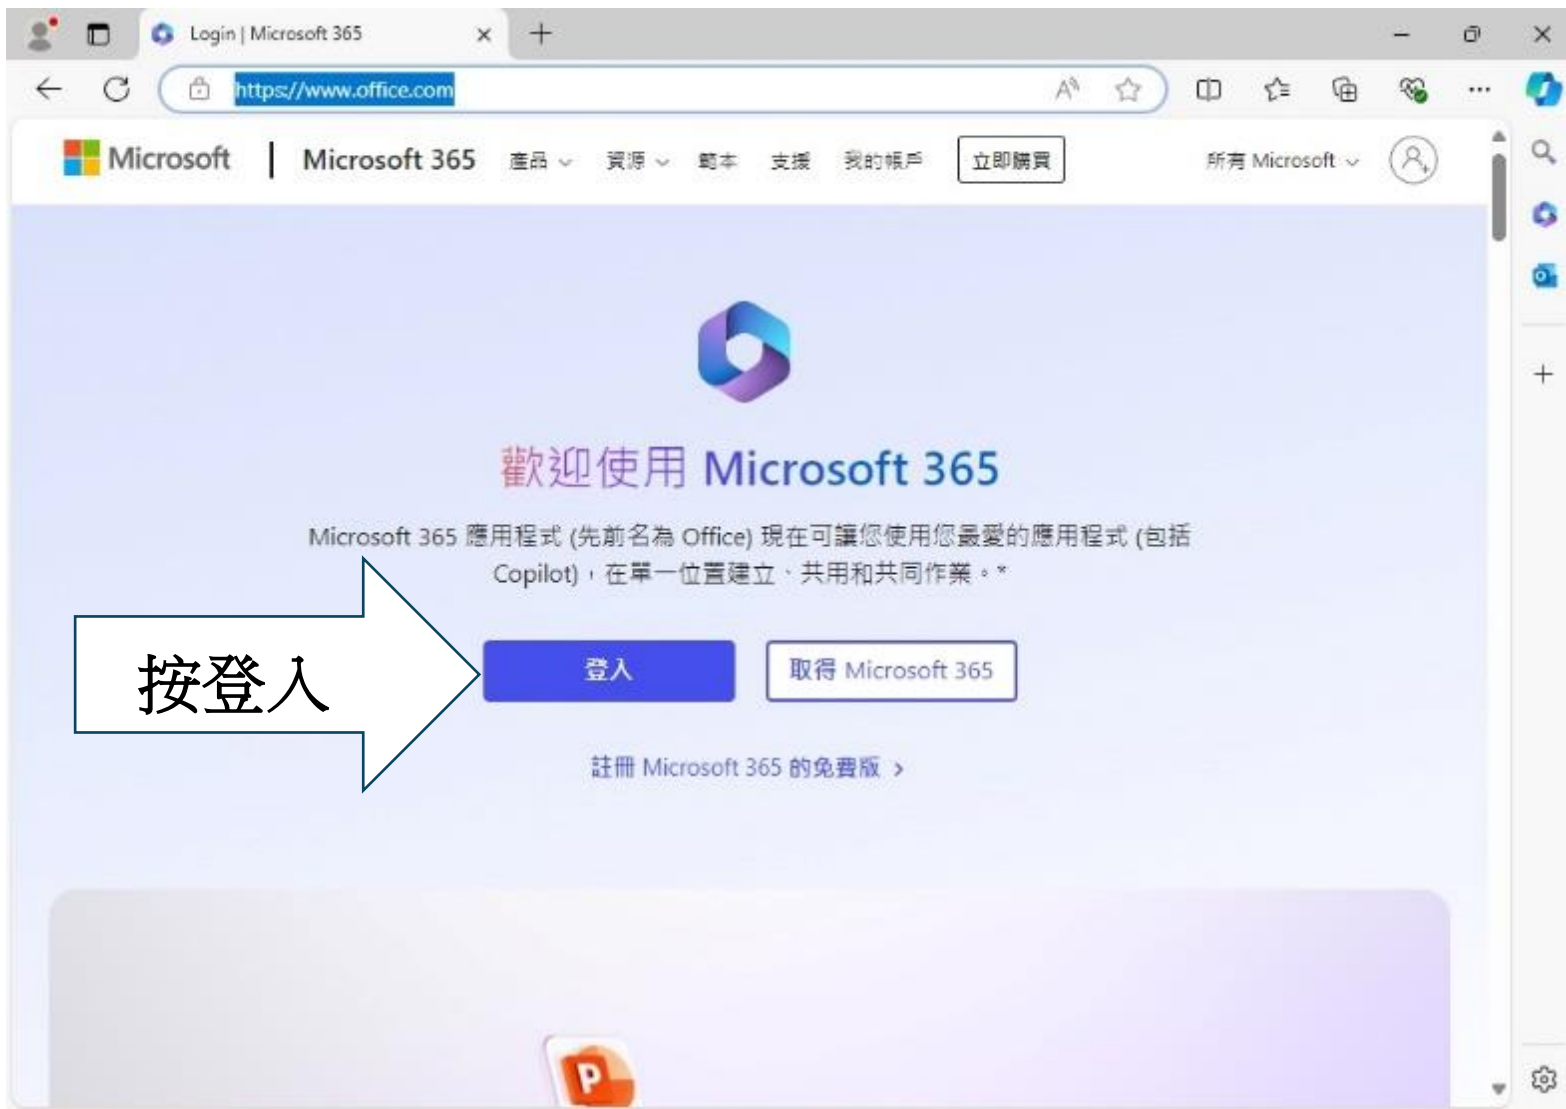 Login | Microsoft 365
https://www.office.com
Microsoft | Microsoft 365 產品 資源 範本 支援 我的帳戶 立即購買 所有 Microsoft
歡迎使用 Microsoft 365
Microsoft 365 應用程式 (先前名為 Office) 現在可讓您使用您最愛的應用程式 (包括
Copilot)，在單一位置建立、共用和共同作業。*
按登入
登入
取得 Microsoft 365
註冊 Microsoft 365 的免費版
P